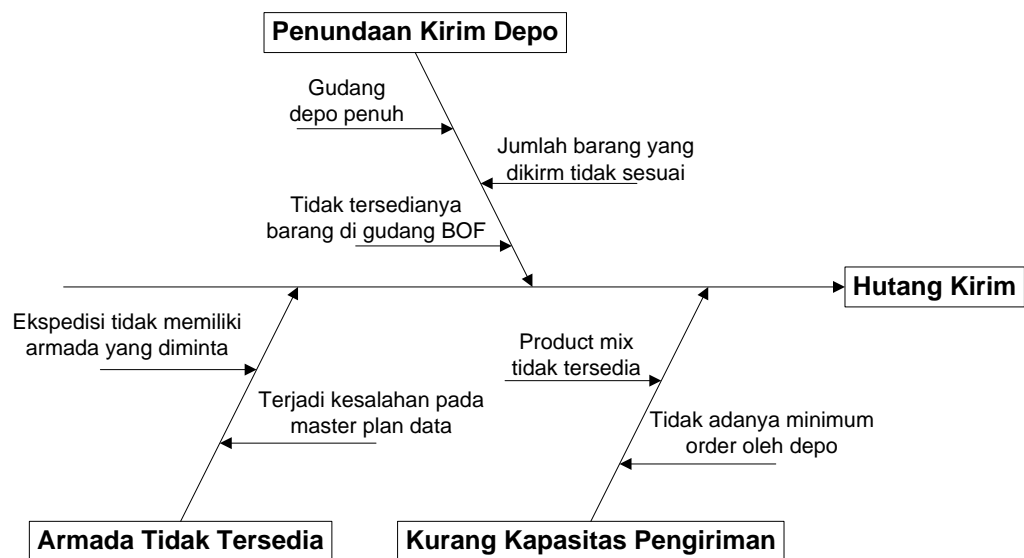 Penundaan Kirim Depo
Gudang
depo penuh
Jumlah barang yang
dikirm tidak sesuai
Tidak tersedianya
barang di gudang BOF
Hutang Kirim
Ekspedisi tidak memiliki
armada yang diminta
Product mix
tidak tersedia
Terjadi kesalahan pada
master plan data
Tidak adanya minimum
order oleh depo
Armada Tidak Tersedia
Kurang Kapasitas Pengiriman